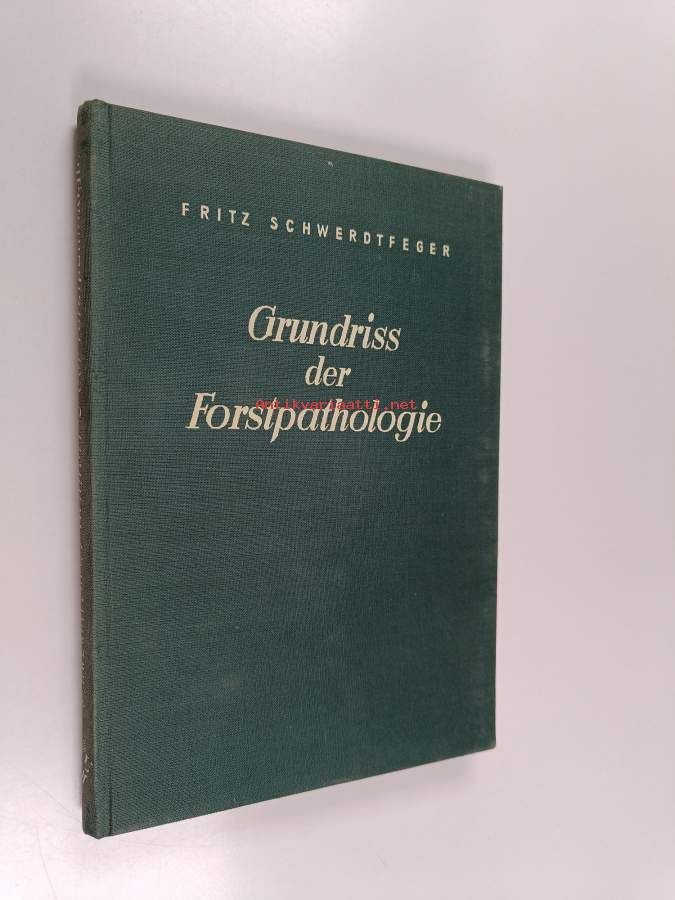 FRITZ SCHWERDTFEGER
Grundriss
der
Antikvariaatti.net
Forstpathologie